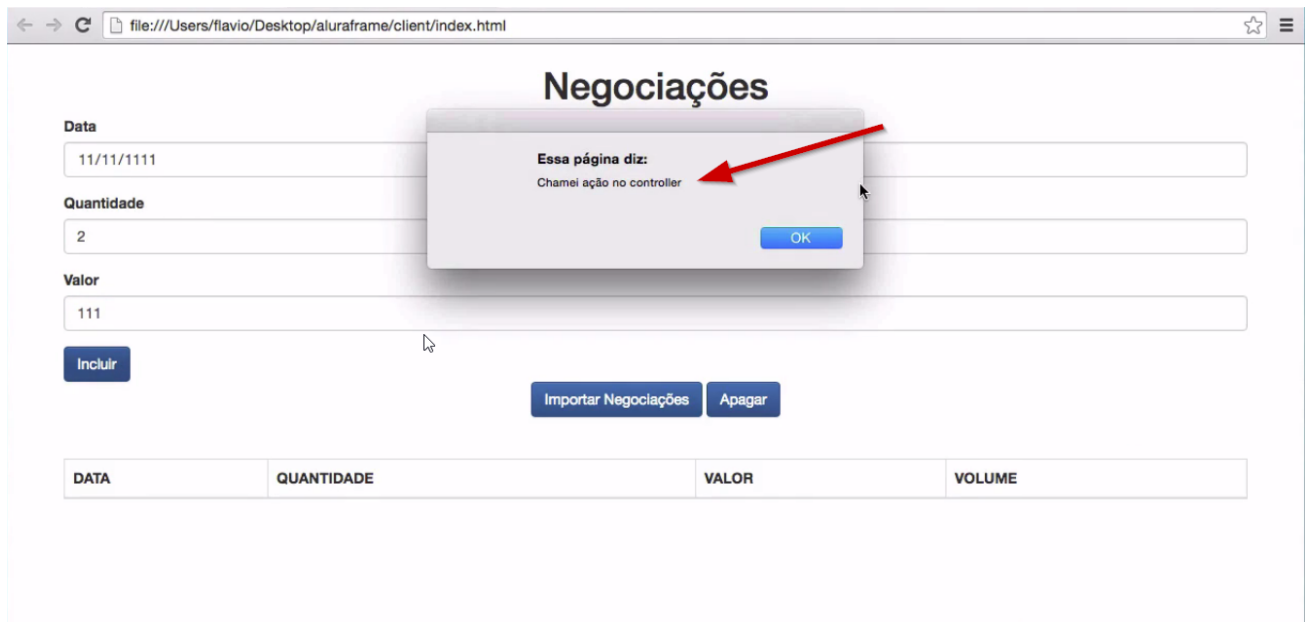 file:///Users/flavio/Desktop/aluraframe/client/index.html
Negociações
Data
11/11/1111
Essa página diz:
Chamei ação no controller
OK
Quantidade
2
Valor
111
Incluir
Importar Negociações Apagar
DATA QUANTIDADE VALOR VOLUME